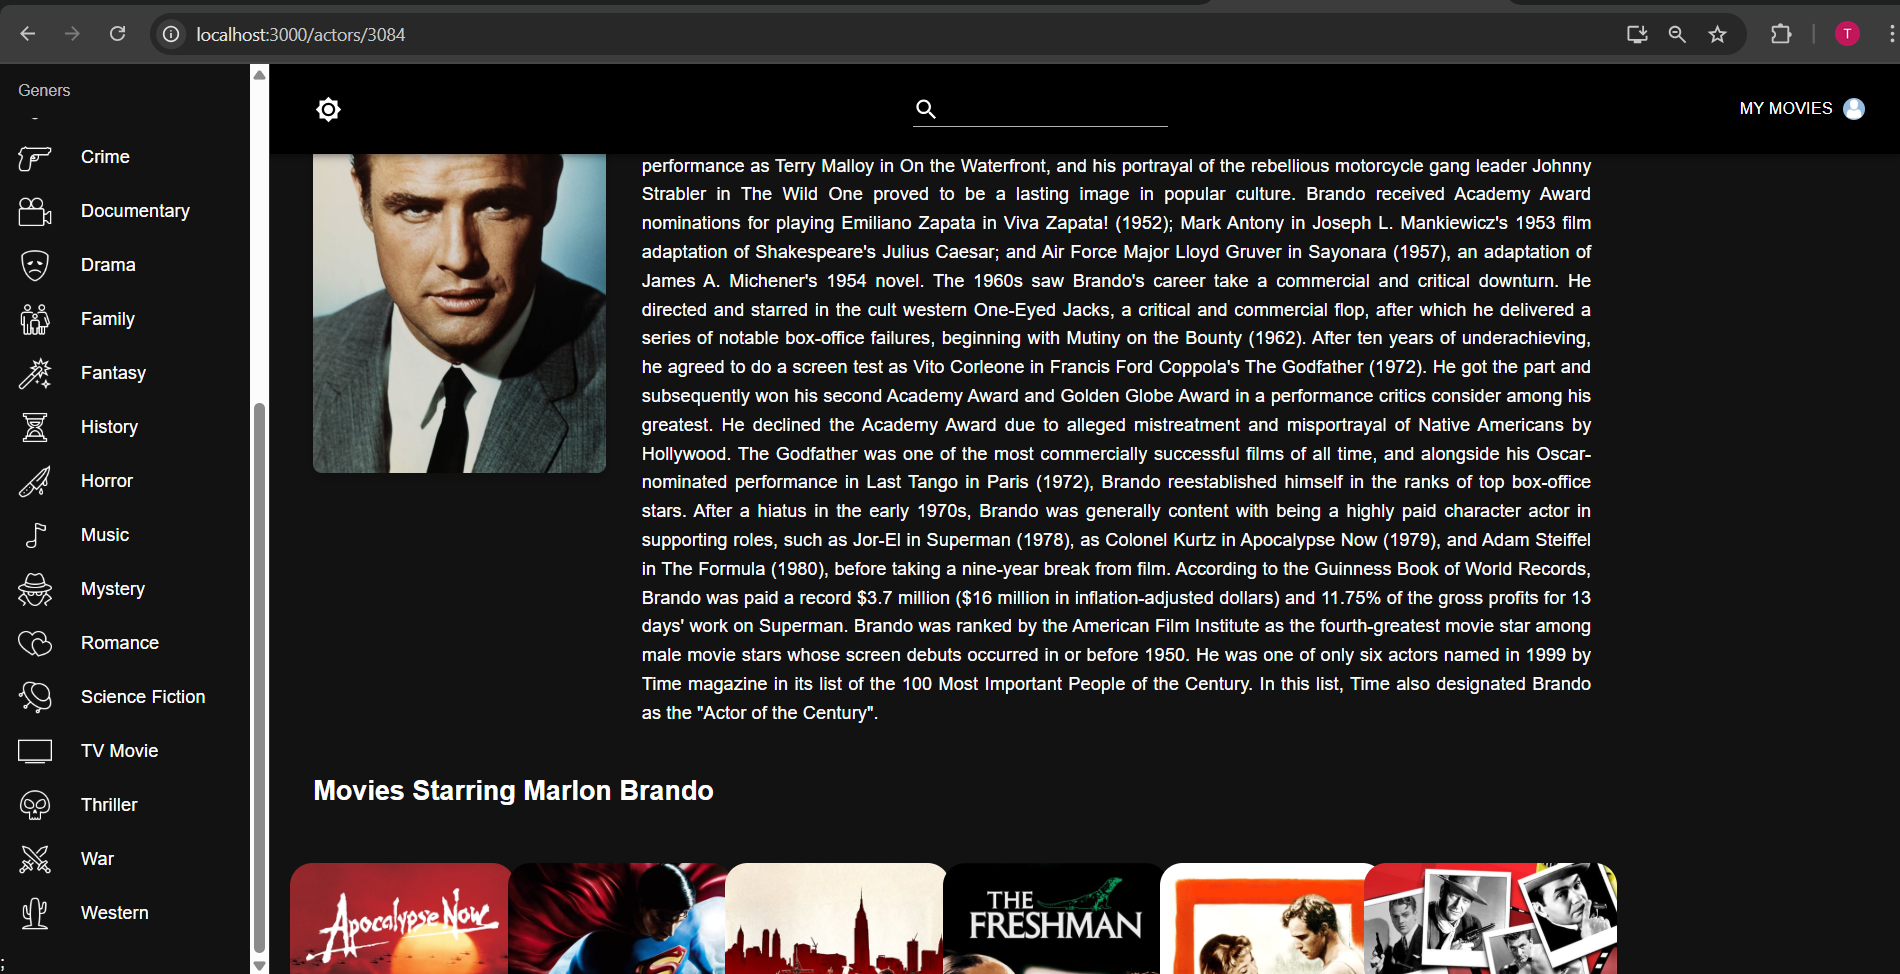 localhost:3000/actors/3084
T
Geners
MY MOVIES
Crime
Documentary
Drama
Family
Fantasy
History
Horror
Music
Mystery
Romance
Science Fiction
TV Movie
Thriller
War
Western
;
performance as Terry Malloy in On the Waterfront, and his portrayal of the rebellious motorcycle gang leader Johnny
Strabler in The Wild One proved to be a lasting image in popular culture. Brando received Academy Award
nominations for playing Emiliano Zapata in Viva Zapata! (1952); Mark Antony in Joseph L. Mankiewicz's 1953 film
adaptation of Shakespeare's Julius Caesar; and Air Force Major Lloyd Gruver in Sayonara (1957), an adaptation of
James A. Michener's 1954 novel. The 1960s saw Brando's career take a commercial and critical downturn. He
directed and starred in the cult western One-Eyed Jacks, a critical and commercial flop, after which he delivered a
series of notable box-office failures, beginning with Mutiny on the Bounty (1962). After ten years of underachieving,
he agreed to do a screen test as Vito Corleone in Francis Ford Coppola's The Godfather (1972). He got the part and
subsequently won his second Academy Award and Golden Globe Award in a performance critics consider among his
greatest. He declined the Academy Award due to alleged mistreatment and misportrayal of Native Americans by
Hollywood. The Godfather was one of the most commercially successful films of all time, and alongside his Oscar-
nominated performance in Last Tango in Paris (1972), Brando reestablished himself in the ranks of top box-office
stars. After a hiatus in the early 1970s, Brando was generally content with being a highly paid character actor in
supporting roles, such as Jor-El in Superman (1978), as Colonel Kurtz in Apocalypse Now (1979), and Adam Steiffel
in The Formula (1980), before taking a nine-year break from film. According to the Guinness Book of World Records,
Brando was paid a record $3.7 million ($16 million in inflation-adjusted dollars) and 11.75% of the gross profits for 13
days' work on Superman. Brando was ranked by the American Film Institute as the fourth-greatest movie star among
male movie stars whose screen debuts occurred in or before 1950. He was one of only six actors named in 1999 by
Time magazine in its list of the 100 Most Important People of the Century. In this list, Time also designated Brando
as the "Actor of the Century".
Movies Starring Marlon Brando
Apocalypse Now
THE
FRESHMAN